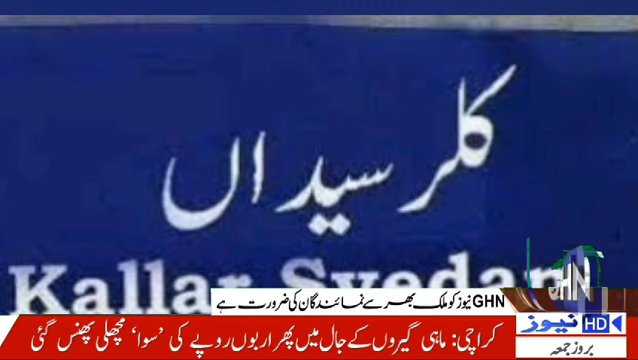 کلر سیداں
Kallar Syedan
GHN
GHN نیوز کو ملک بھر سے نمائندگان کی ضرورت ہے
کراچی: ماہی گیروں کے جال میں پھر اربوں روپے کی ’سوا‘ مچھلی پھنس گئی
نیوز HD
بروز جمعہ